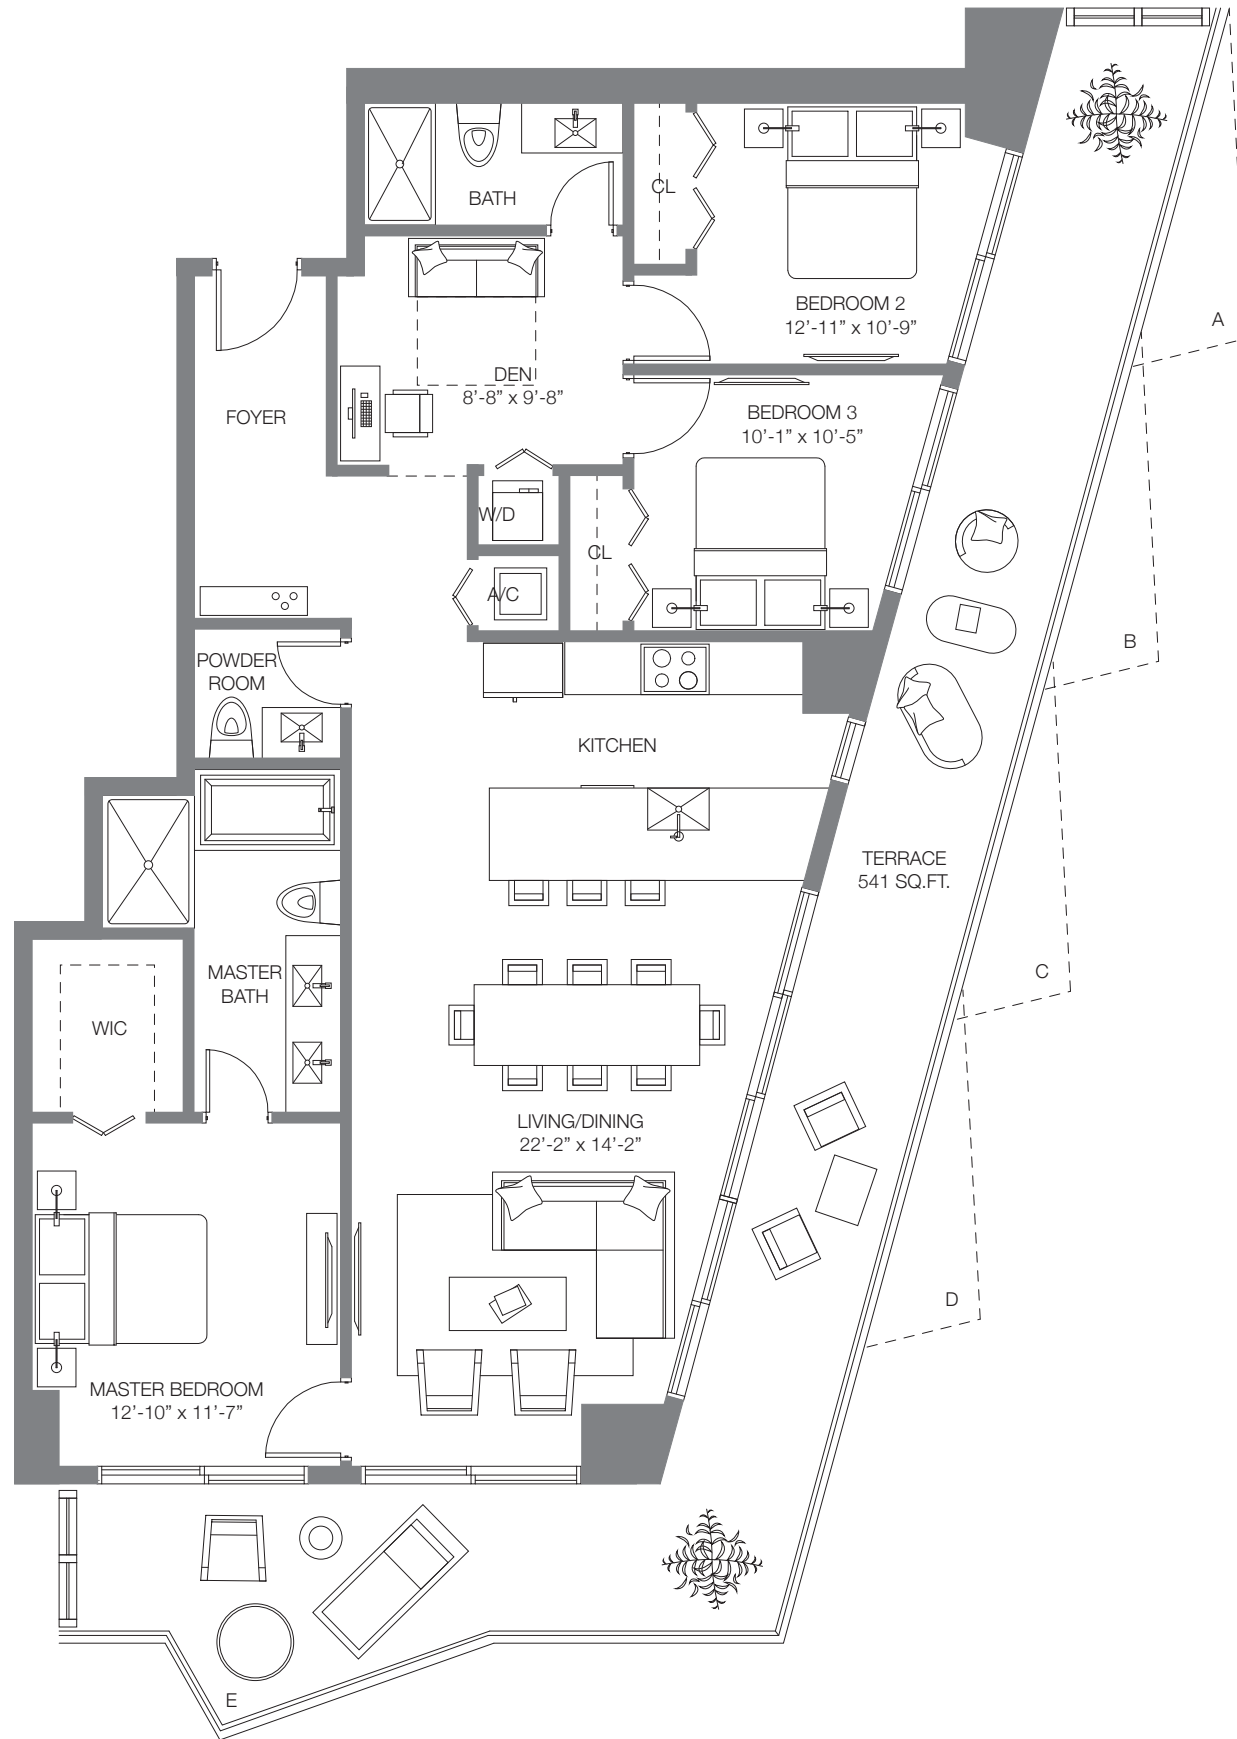 BATH
CL
BEDROOM 2
12'-11” x 10'-9”
A
DEN
8'-8” x 9'-8”
FOYER
BEDROOM 3
10'-1” x 10'-5”
W/D
CL
A/C
B
POWDER
ROOM
KITCHEN
TERRACE
541 SQ.FT.
MASTER
BATH
C
WIC
LIVING/DINING
22'-2” x 14'-2”
D
MASTER BEDROOM
12'-10” x 11'-7”
E